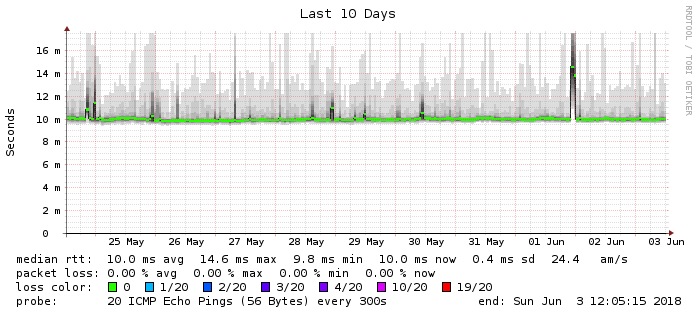 Last 10 Days
RRDTOOL / TOBI OETIKER
Seconds
16 m
14 m
12 m
10 m
8 m
6 m
4 m
2 m
0
25 May 26 May 27 May 28 May 29 May 30 May 31 May 01 Jun 02 Jun 03 Jun
median rtt: 10.0 ms avg 14.6 ms max 9.8 ms min 10.0 ms now 0.4 ms sd 24.4 am/s
packet loss: 0.00 % avg 0.00 % max 0.00 % min 0.00 % now
loss color: 0 1/20 2/20 3/20 4/20 10/20 19/20
probe: 20 ICMP Echo Pings (56 Bytes) every 300s end: Sun Jun 3 12:05:15 2018